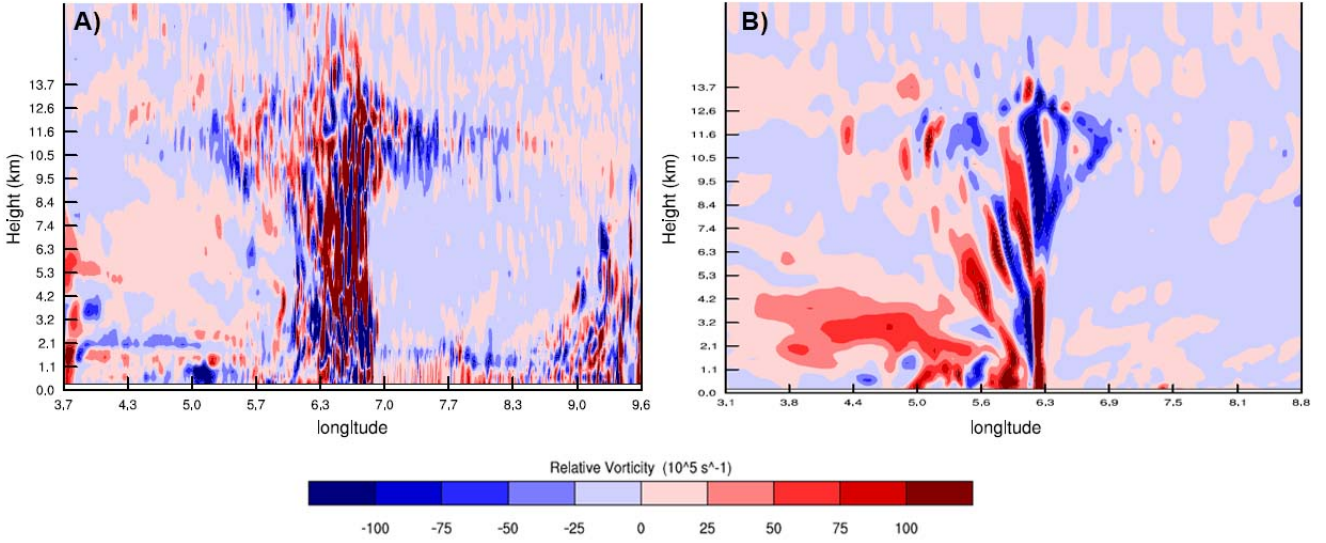 A)
B)
Height (km)
13.7
12.6
11.6
10.5
9.5
8.4
7.4
6.3
5.3
4.2
3.2
2.1
1.1
0.0
3.7 4.3 5.0 5.7 6.3 7.0 7.7 8.3 9.0 9.6
longltude
Height (km)
13.7
12.6
11.6
10.5
9.5
8.4
7.4
6.3
5.3
4.2
3.2
2.1
1.1
0.0
3.1 3.8 4.4 5.0 5.6 6.3 6.9 7.5 8.1 8.8
longltude
Relative Vorticity (10^5 s^-1)
-100 -75 -50 -25 0 25 50 75 100